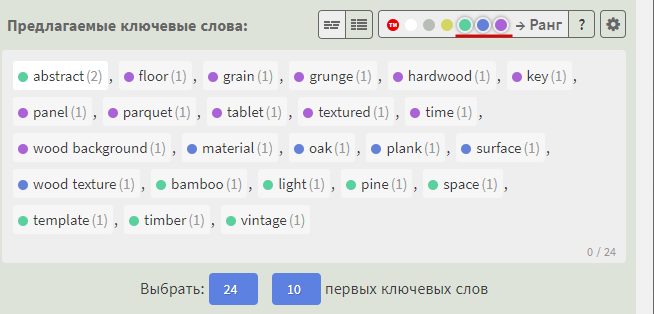 Предлагаемые ключевые слова: тм → Ранг ?
abstract (2) , floor (1) , grain (1) , grunge (1) , hardwood (1) , key (1) ,
panel (1) , parquet (1) , tablet (1) , textured (1) , time (1) ,
wood background (1) , material (1) , oak (1) , plank (1) , surface (1) ,
wood texture (1) , bamboo (1) , light (1) , pine (1) , space (1) ,
template (1) , timber (1) , vintage (1)
0 / 24
Выбрать: 24 10 первых ключевых слов